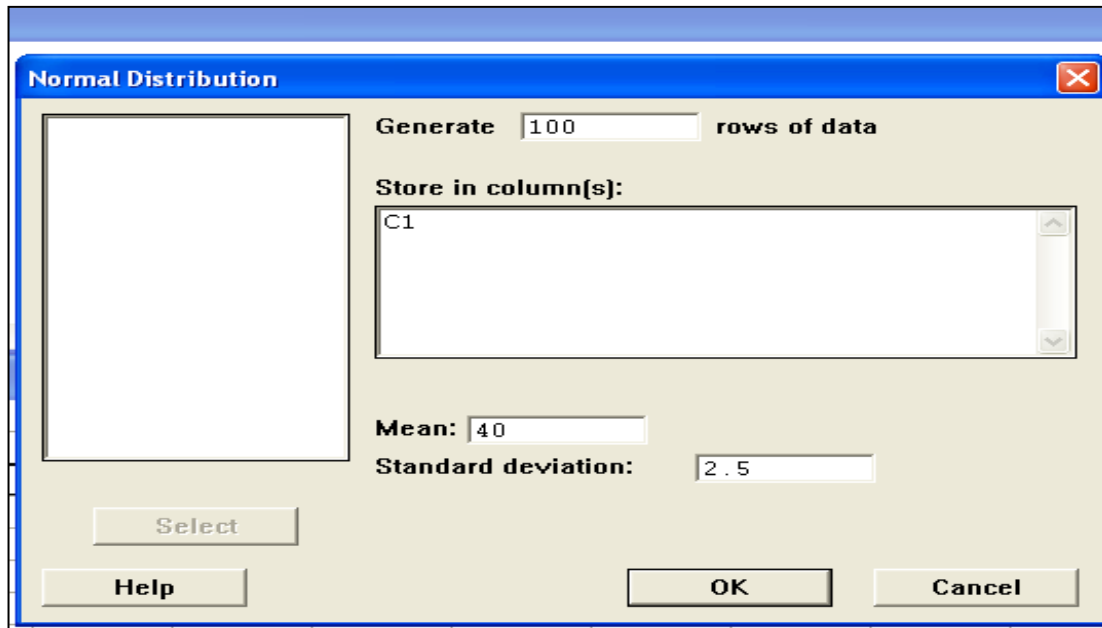 Normal Distribution
Generate 100 rows of data
Store in column(s):
C1
Mean: 40
Standard deviation: 2.5
Select
Help OK Cancel